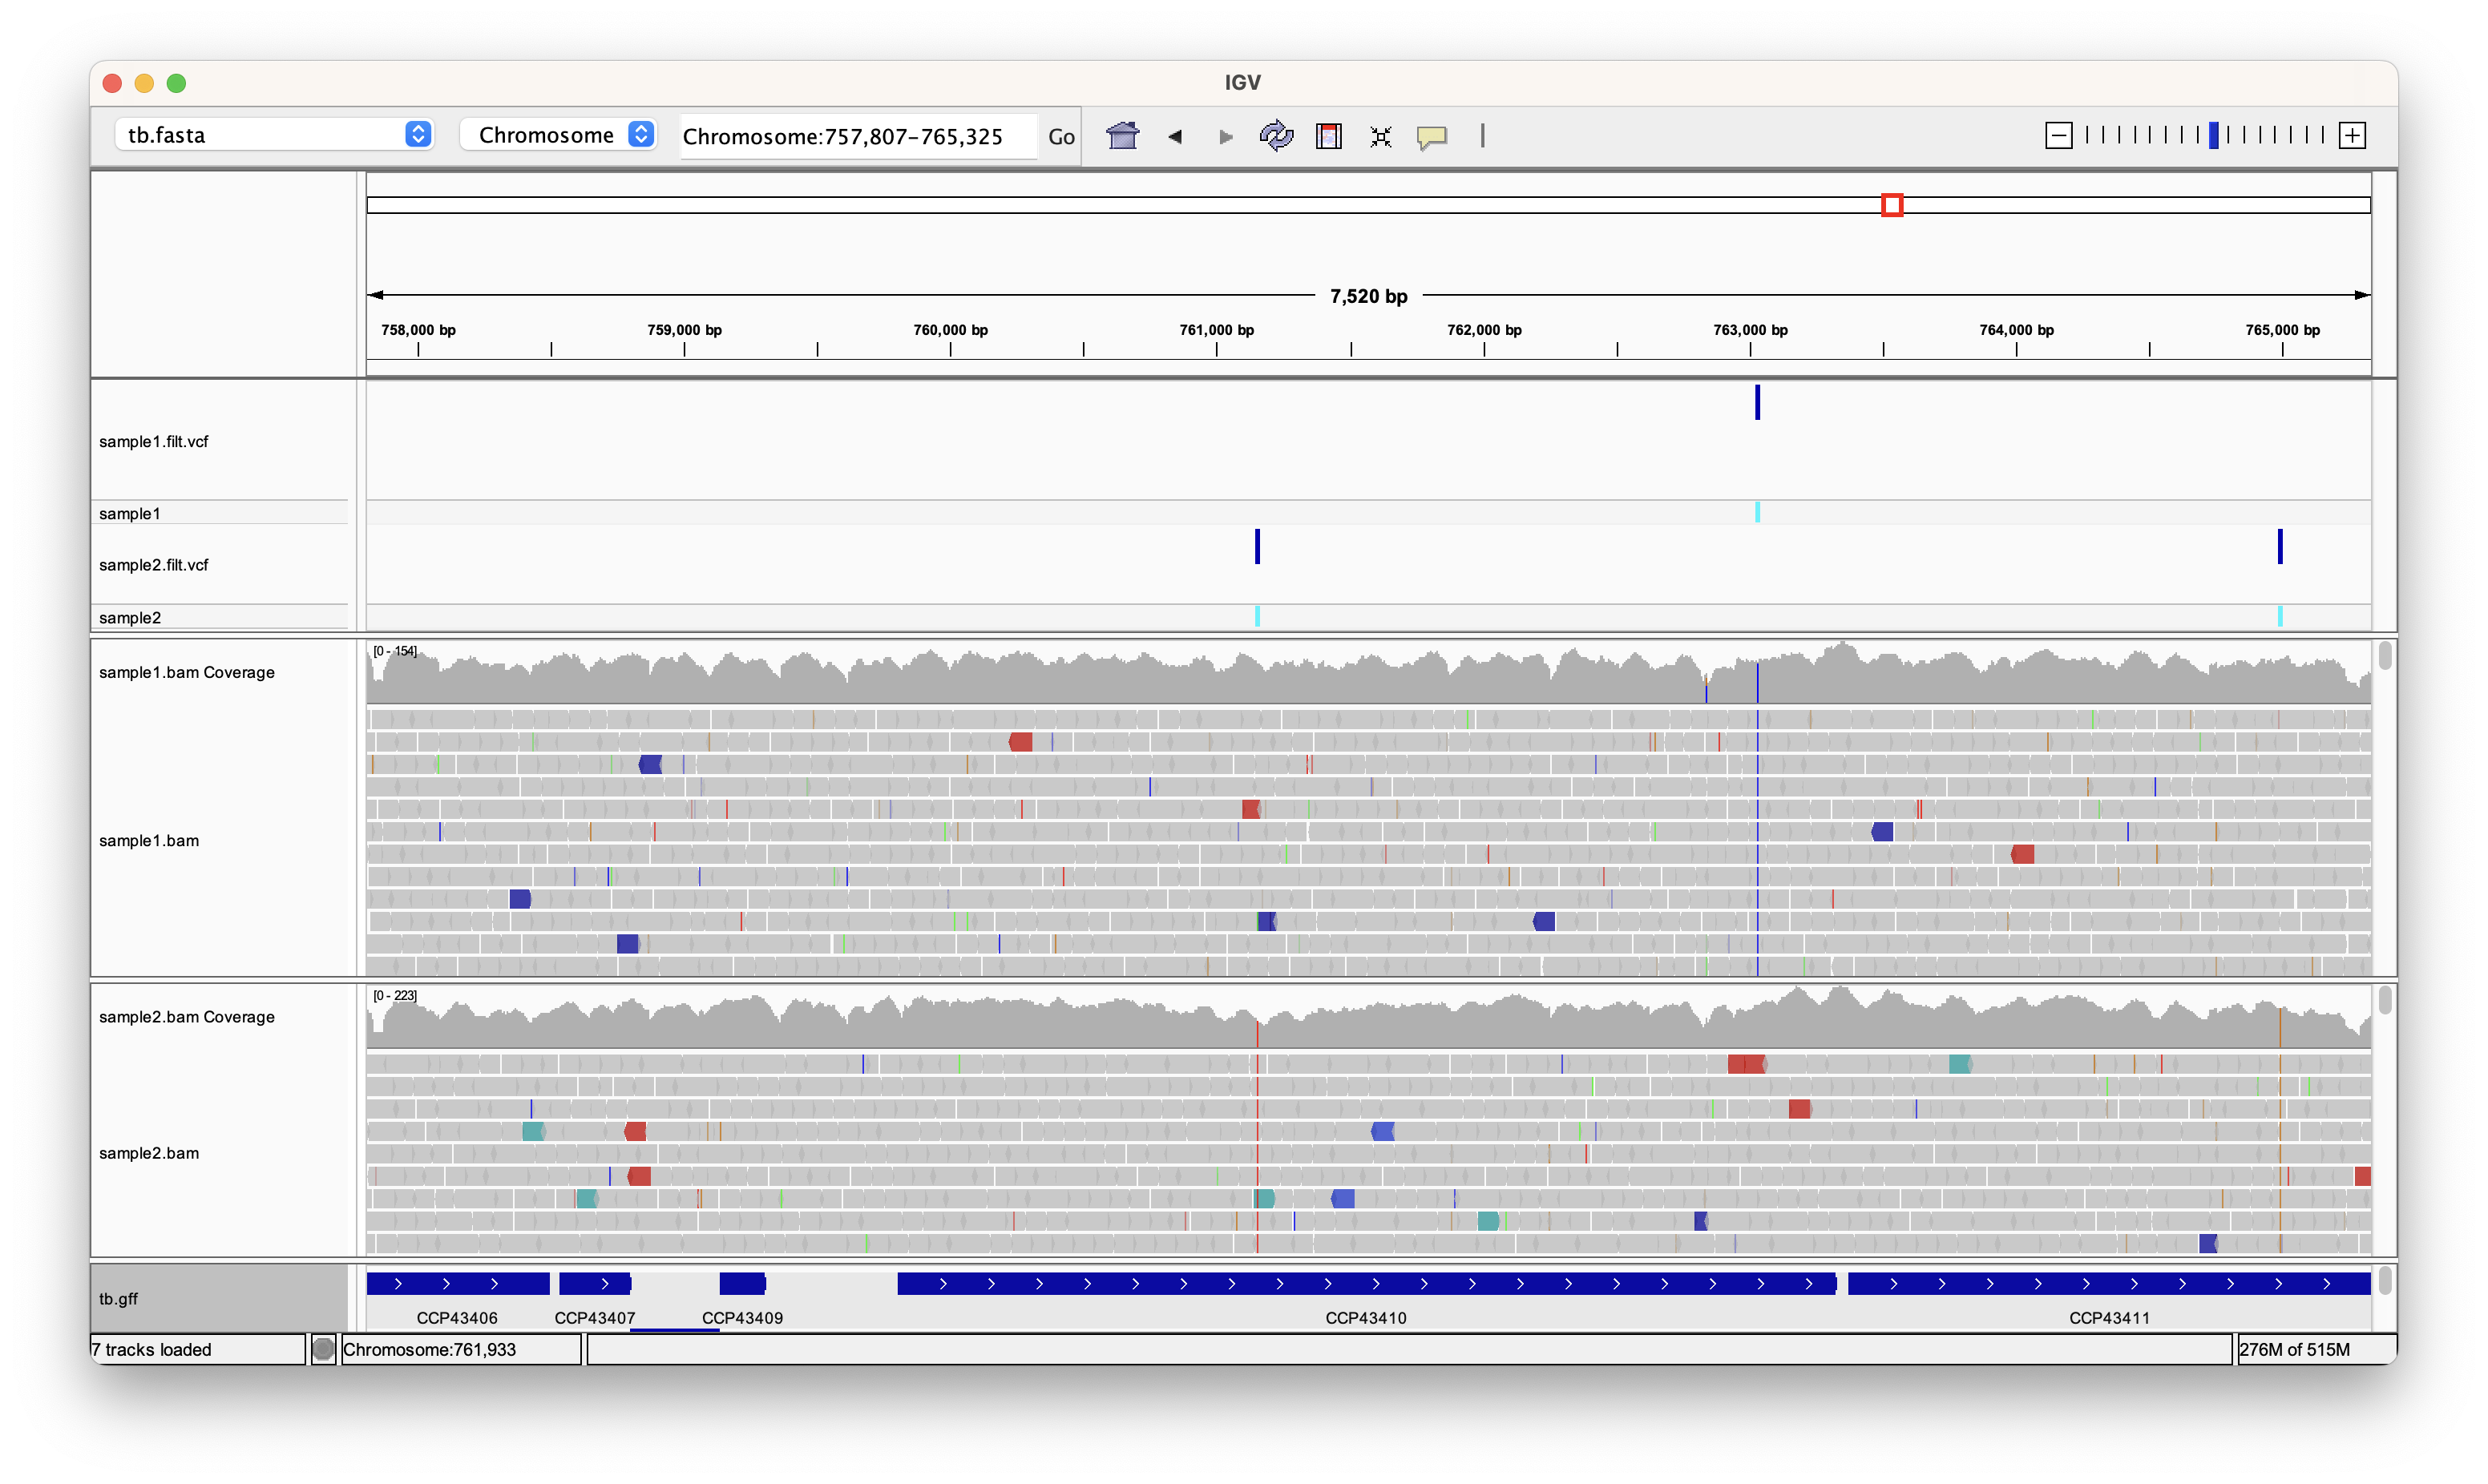 IGV
tb.fasta Chromosome Chromosome:757,807-765,325 Go
7,520 bp
758,000 bp 759,000 bp 760,000 bp 761,000 bp 762,000 bp 763,000 bp 764,000 bp 765,000 bp
sample1.filt.vcf
sample1
sample2.filt.vcf
sample2
[0 - 154]
sample1.bam Coverage
sample1.bam
[0 - 223]
sample2.bam Coverage
sample2.bam
tb.gff
CCP43406 CCP43407 CCP43409 CCP43410 CCP43411
7 tracks loaded Chromosome:761,933 276M of 515M